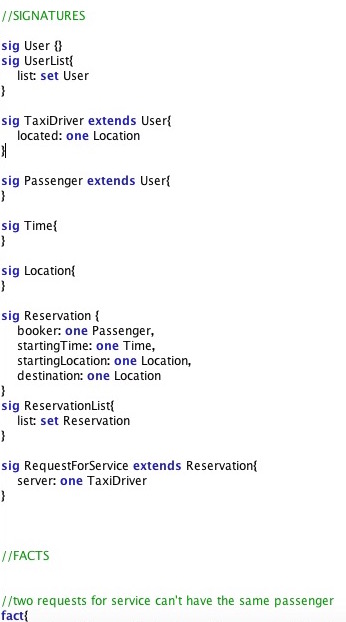 //SIGNATURES
sig User {}
sig UserList{
list: set User
}
sig TaxiDriver extends User{
located: one Location
}
sig Passenger extends User{
}
sig Time{
}
sig Location{
}
sig Reservation {
booker: one Passenger,
startingTime: one Time,
startingLocation: one Location,
destination: one Location
}
sig ReservationList{
list: set Reservation
}
sig RequestForService extends Reservation{
server: one TaxiDriver
}
//FACTS
//two requests for service can't have the same passenger
fact{